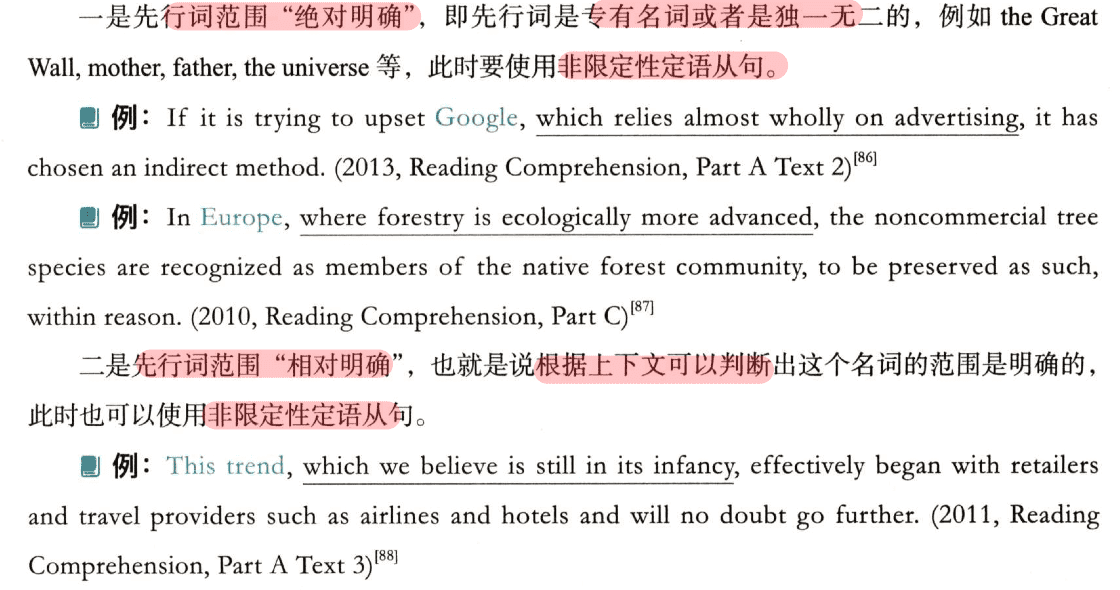 一是先行词范围“绝对明确”，即先行词是专有名词或者是独一无二的，例如 the Great
Wall, mother, father, the universe 等，此时要使用非限定性定语从句。
例：If it is trying to upset Google, which relies almost wholly on advertising, it has
chosen an indirect method. (2013, Reading Comprehension, Part A Text 2)[86]
例：In Europe, where forestry is ecologically more advanced, the noncommercial tree
species are recognized as members of the native forest community, to be preserved as such,
within reason. (2010, Reading Comprehension, Part C)[87]
二是先行词范围“相对明确”，也就是说根据上下文可以判断出这个名词的范围是明确的，
此时也可以使用非限定性定语从句。
例：This trend, which we believe is still in its infancy, effectively began with retailers
and travel providers such as airlines and hotels and will no doubt go further. (2011, Reading
Comprehension, Part A Text 3)[88]